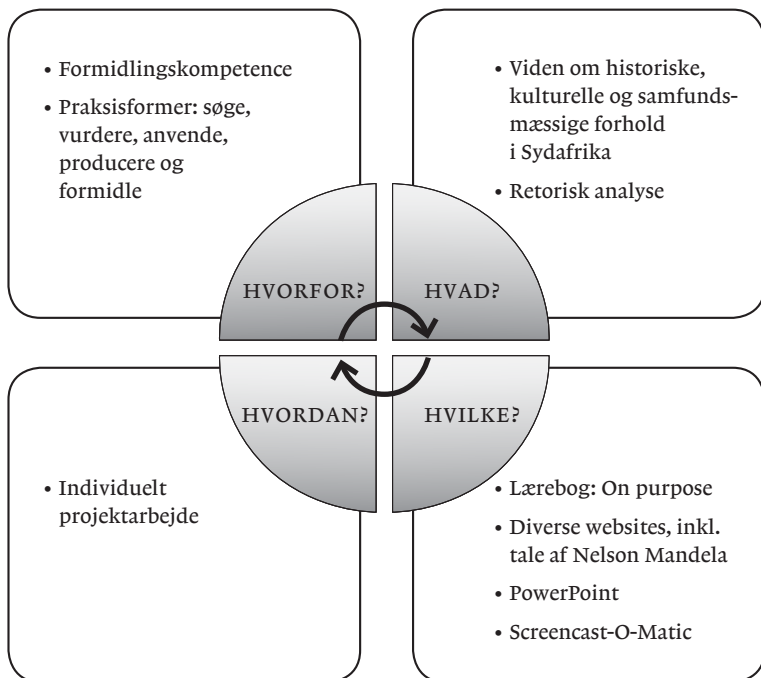 • Formidlingskompetence
• Praksisformer: søge,
vurdere, anvende,
producere og
formidle
• Viden om historiske,
kulturelle og samfunds-
mæssige forhold
i Sydafrika
• Retorisk analyse
HVORFOR?
HVAD?
HVORDAN?
HVILKE?
• Individuelt
projektarbejde
• Lærebog: On purpose
• Diverse websites, inkl.
tale af Nelson Mandela
• PowerPoint
• Screencast-O-Matic